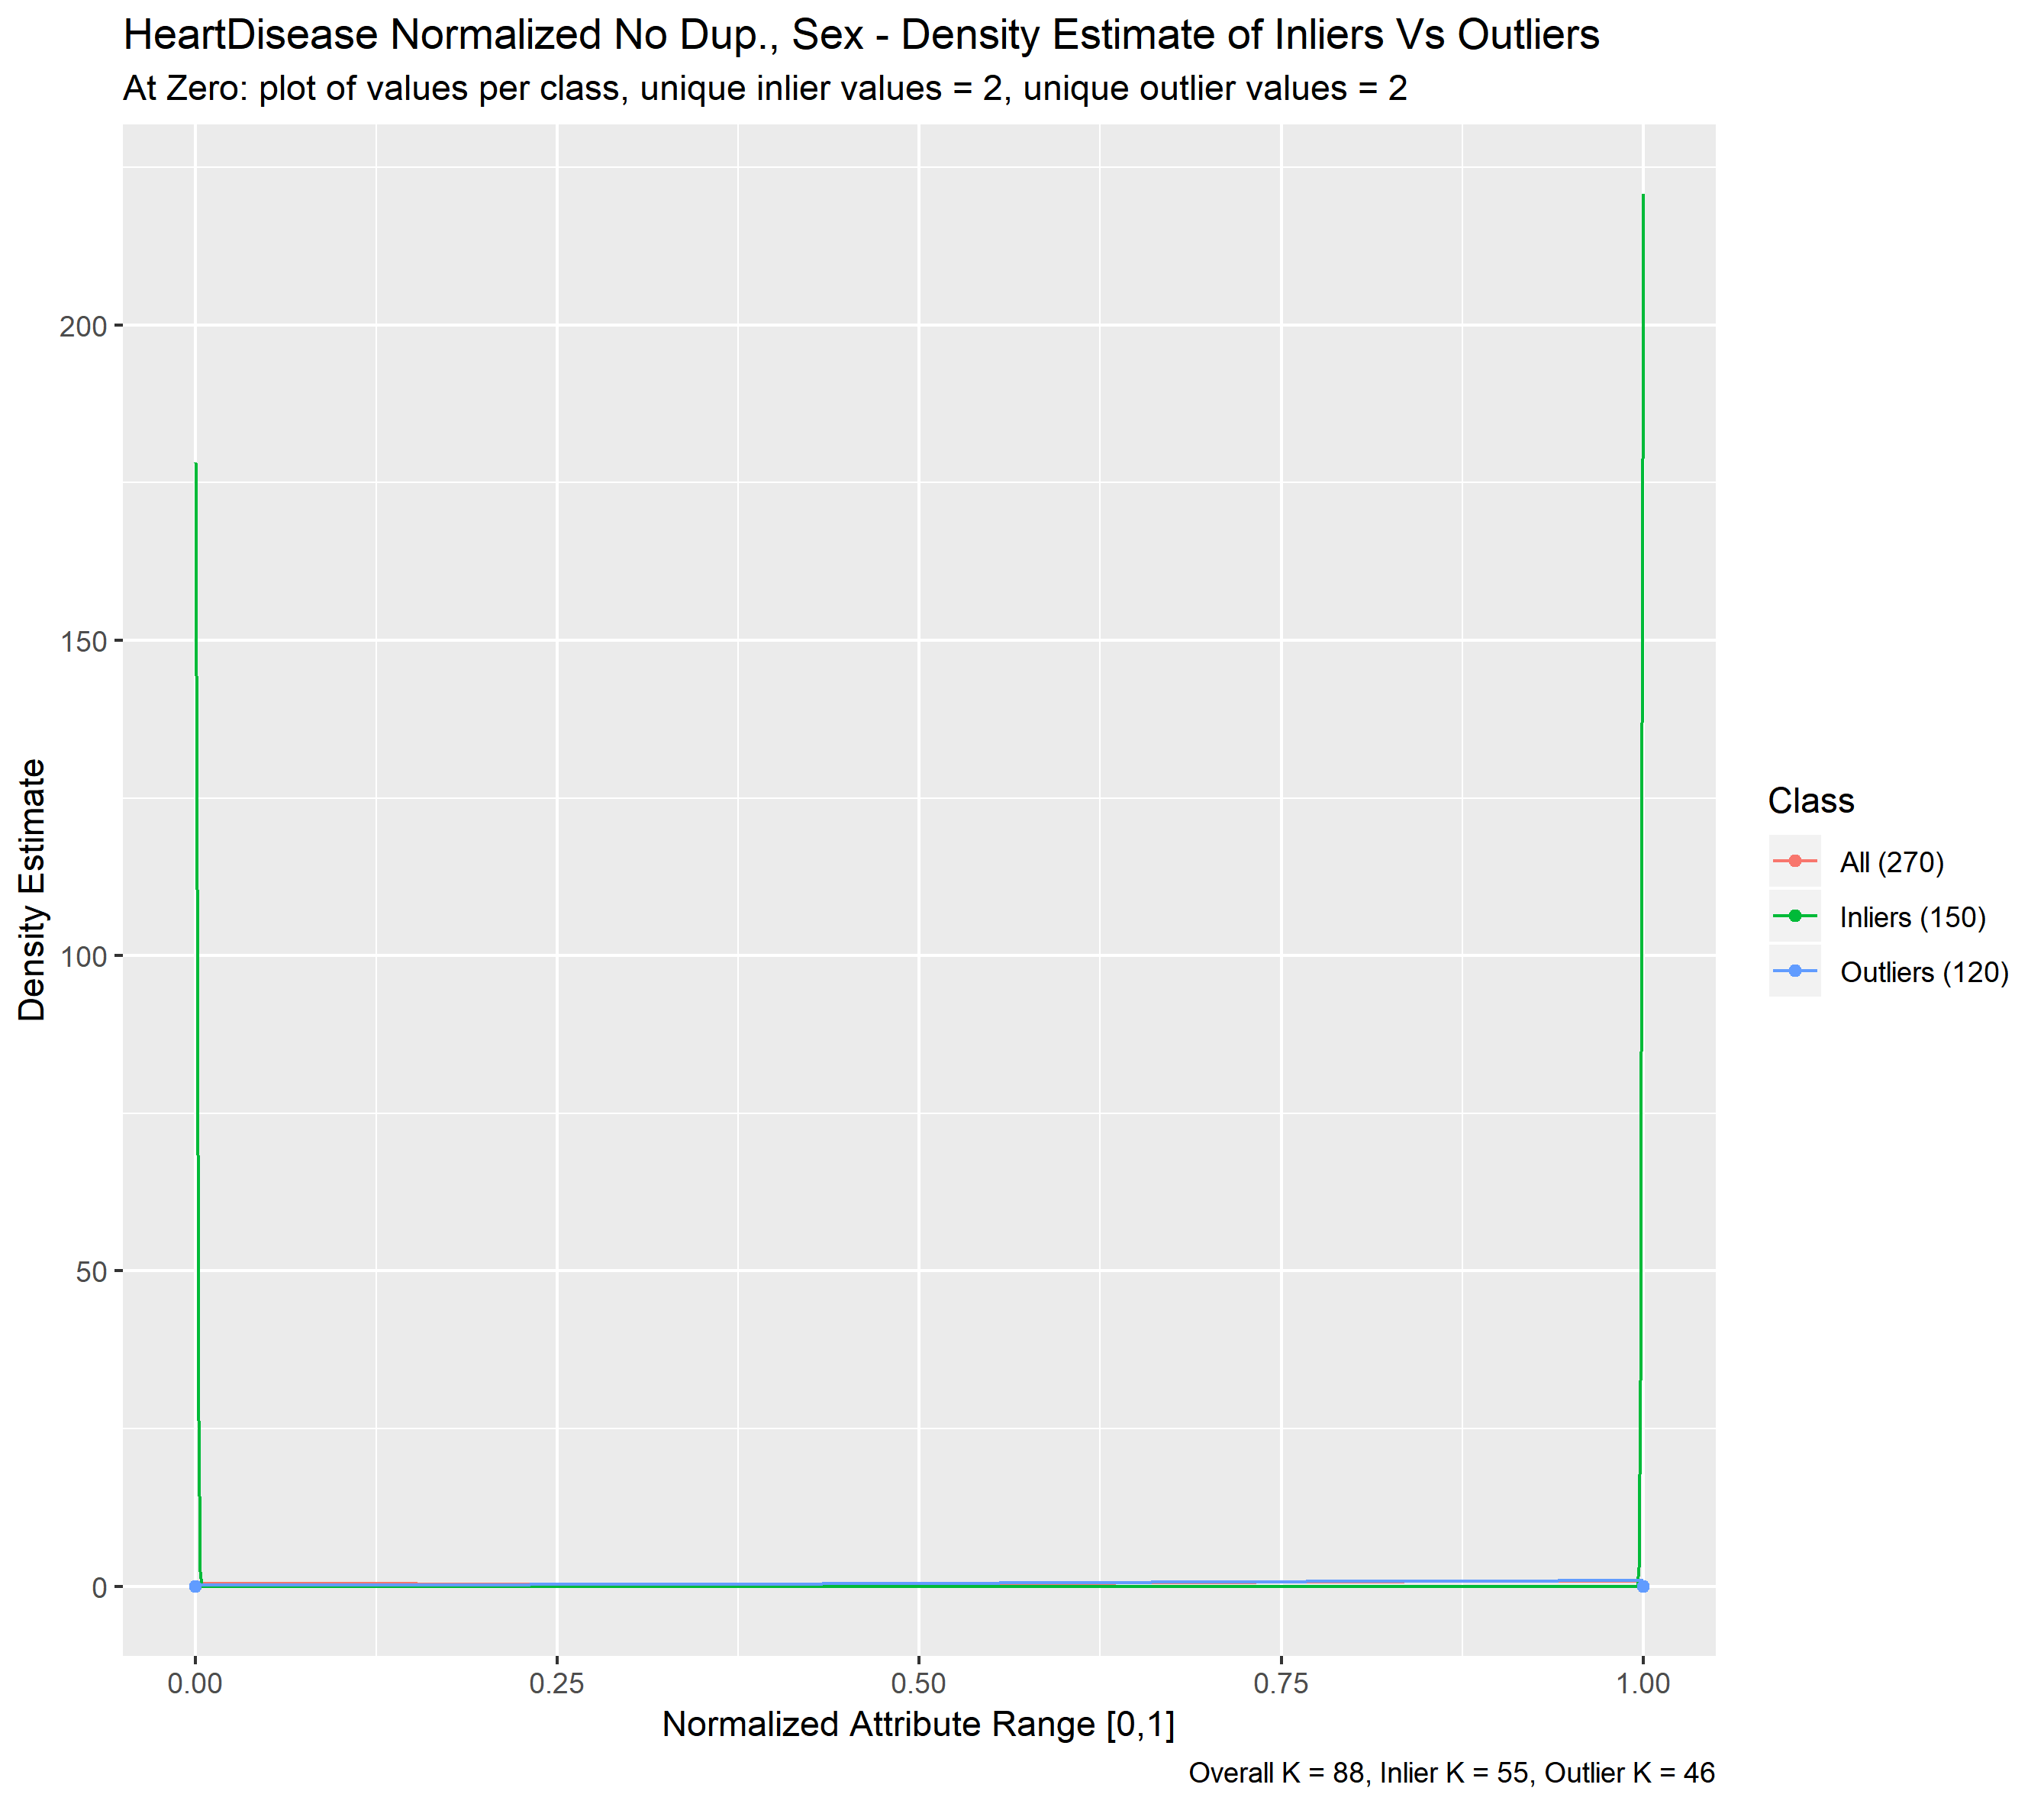 HeartDisease Normalized No Dup., Sex - Density Estimate of Inliers Vs Outliers
At Zero: plot of values per class, unique inlier values = 2, unique outlier values = 2
Density Estimate
200
150
100
50
0
0.00
0.25
0.50
0.75
1.00
Normalized Attribute Range [0,1]
Overall K = 88, Inlier K = 55, Outlier K = 46
Class
All (270)
Inliers (150)
Outliers (120)